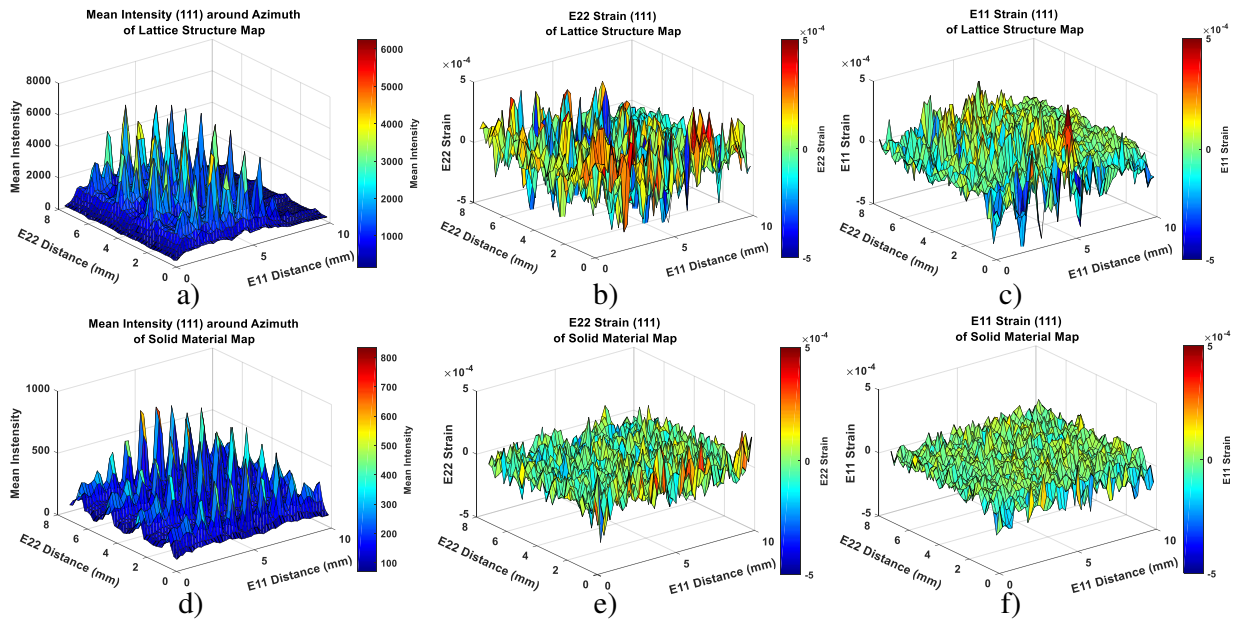 Mean Intensity (111) around Azimuth
of Lattice Structure Map
8000
6000
4000
2000
0
Mean Instensity
8
6
4
2
0
E22 Distance (mm)
0
5
10
E11 Distance (mm)
6000
5000
4000
3000
2000
1000
Mean Intensity
a)
E22 Strain (111)
of Lattice Structure Map
×10-4
5
0
-5
E22 Strain
8
6
4
2
0
E22 Distance (mm)
0
5
10
E11 Distance (mm)
×10-4
5
0
-5
E22 Strain
b)
E11 Strain (111)
of Lattice Structure Map
×10-4
5
0
-5
E11 Strain
8
6
4
2
0
E22 Distance (mm)
0
5
10
E11 Distance (mm)
×10-4
5
0
-5
E11 Strain
c)
Mean Intensity (111) around Azimuth
of Solid Material Map
1000
500
0
Mean Instensity
8
6
4
2
0
E22 Distance (mm)
0
5
10
E11 Distance (mm)
800
700
600
500
400
300
200
100
Mean Intensity
d)
E22 Strain (111)
of Solid Material Map
×10-4
5
0
-5
E22 Strain
8
6
4
2
0
E22 Distance (mm)
0
5
10
E11 Distance (mm)
×10-4
5
0
-5
E22 Strain
e)
E11 Strain (111)
of Solid Material Map
×10-4
5
0
-5
E11 Strain
8
6
4
2
0
E22 Distance (mm)
0
5
10
E11 Distance (mm)
×10-4
5
0
-5
E11 Strain
f)